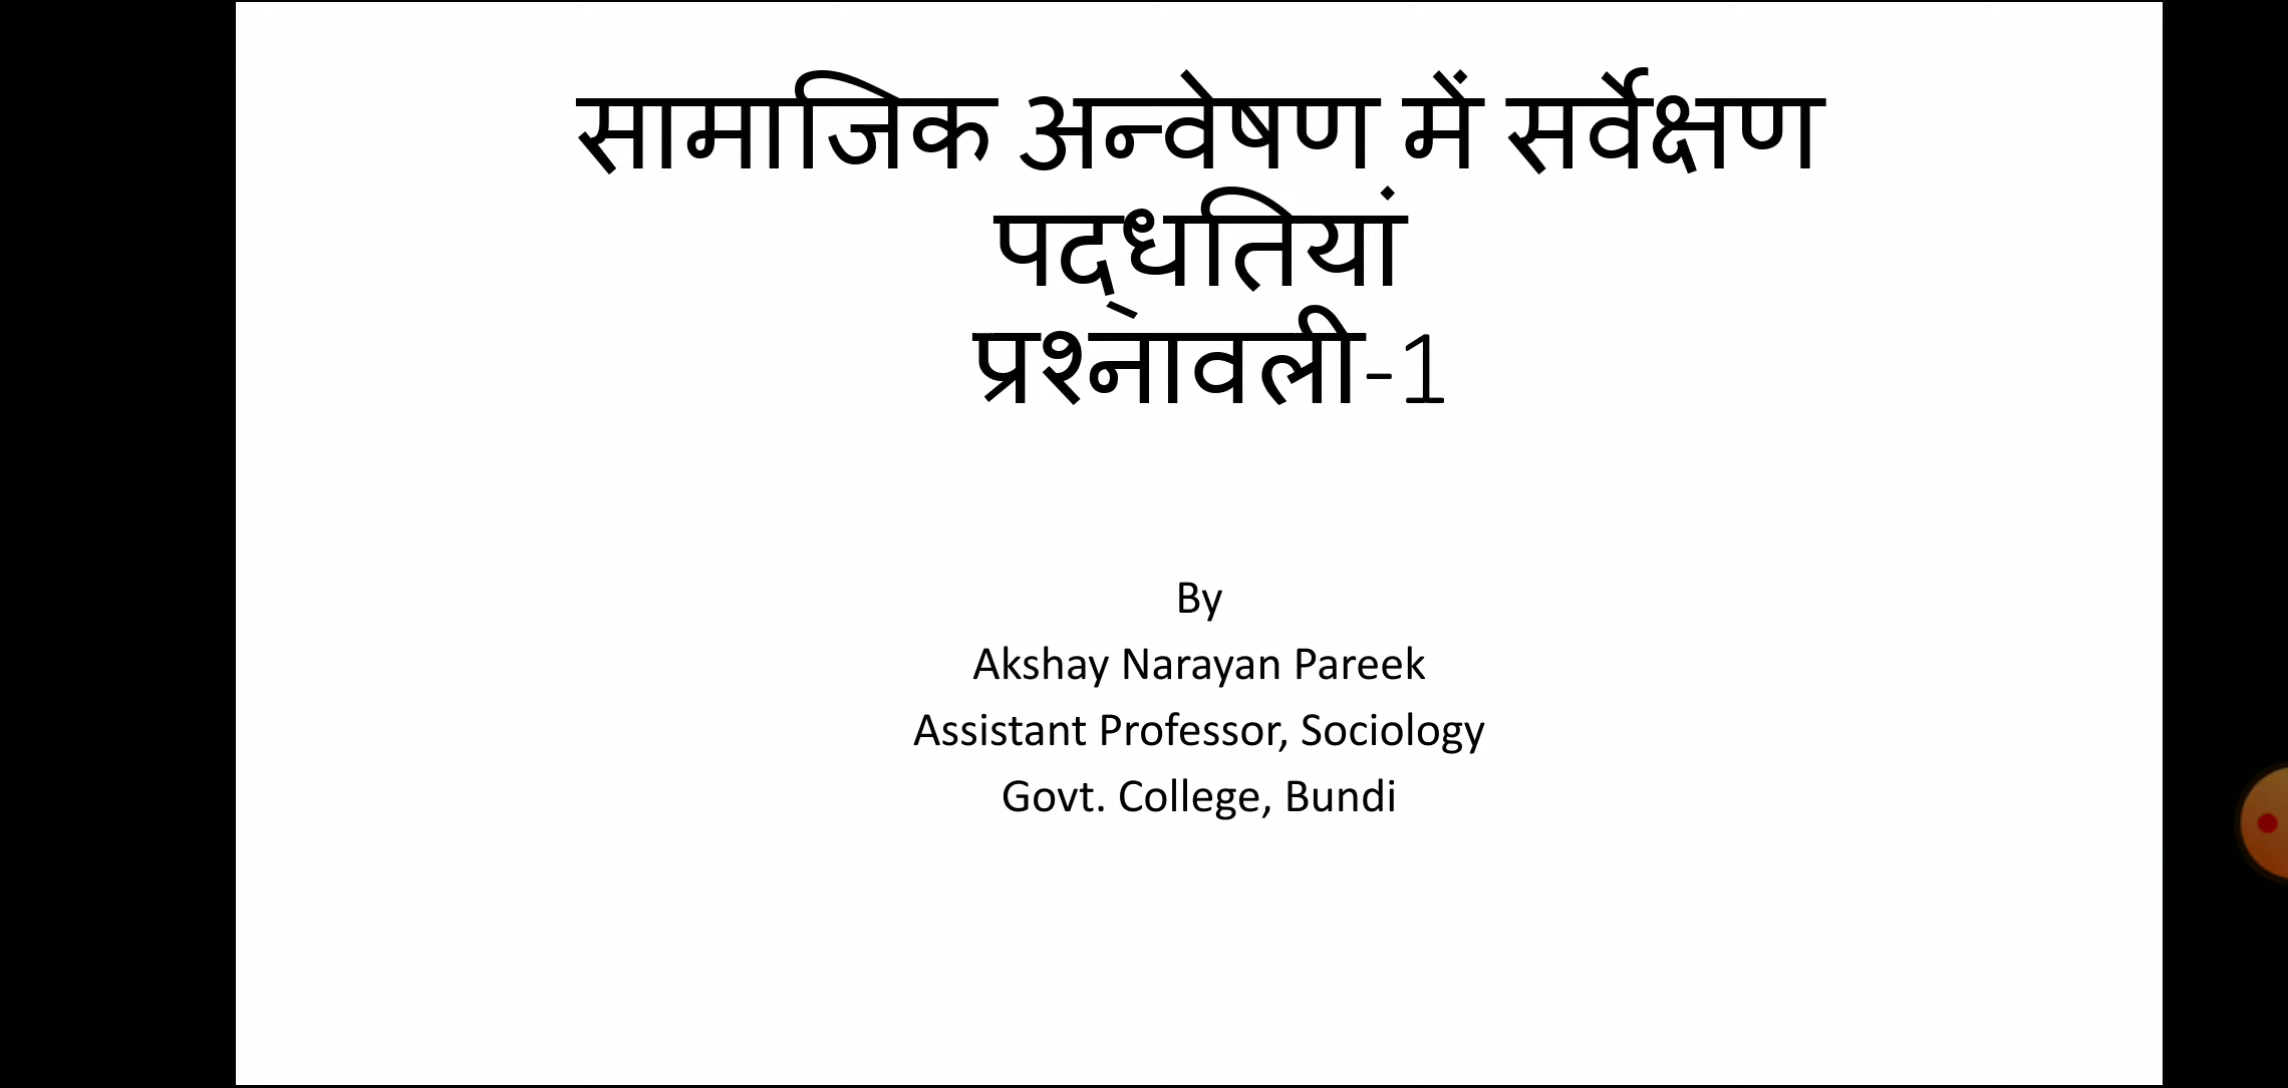 सामाजिक अन्वेषण में सर्वेक्षण
पद्धतियां
प्रश्नावली-1
By
Akshay Narayan Pareek
Assistant Professor, Sociology
Govt. College, Bundi